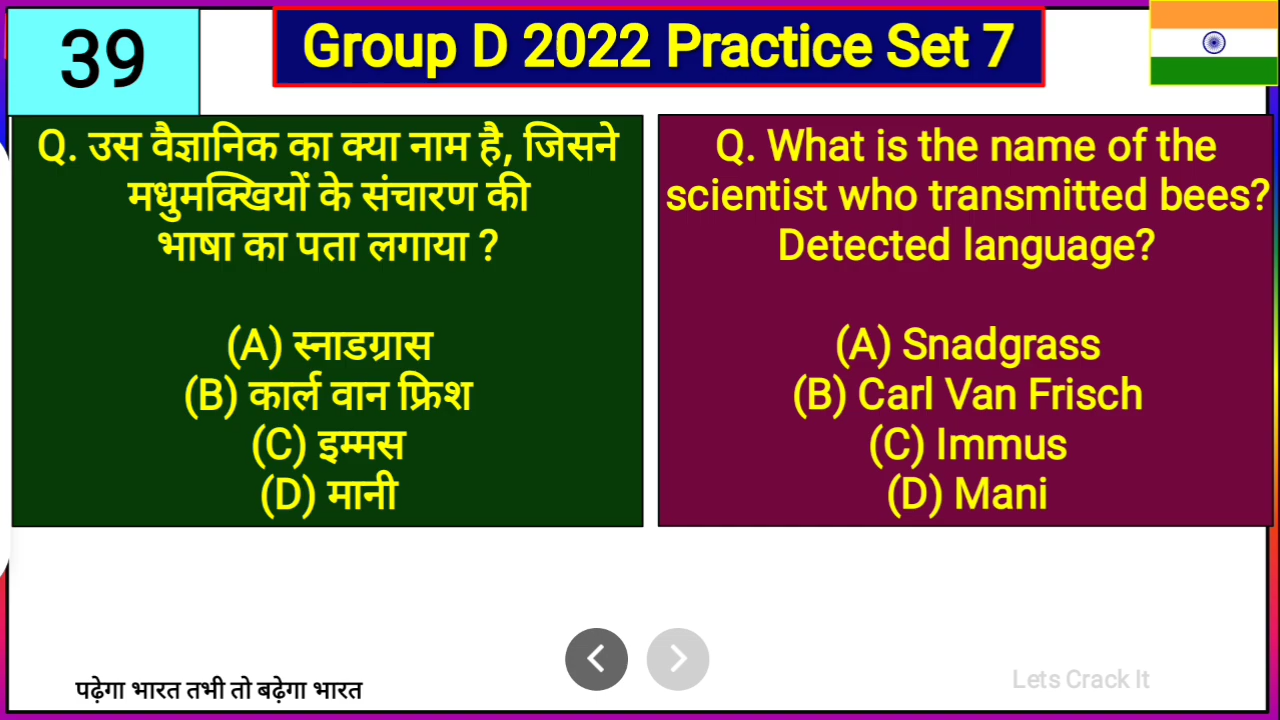 39
Group D 2022 Practice Set 7
Q. उस वैज्ञानिक का क्या नाम है, जिसने
मधुमक्खियों के संचारण की
भाषा का पता लगाया ?
(A) स्नाडग्रास
(B) कार्ल वान फ्रिश
(C) इम्मस
(D) मानी
Q. What is the name of the
scientist who transmitted bees?
Detected language?
(A) Snadgrass
(B) Carl Van Frisch
(C) Immus
(D) Mani
पढ़ेगा भारत तभी तो बढ़ेगा भारत
Lets Crack It